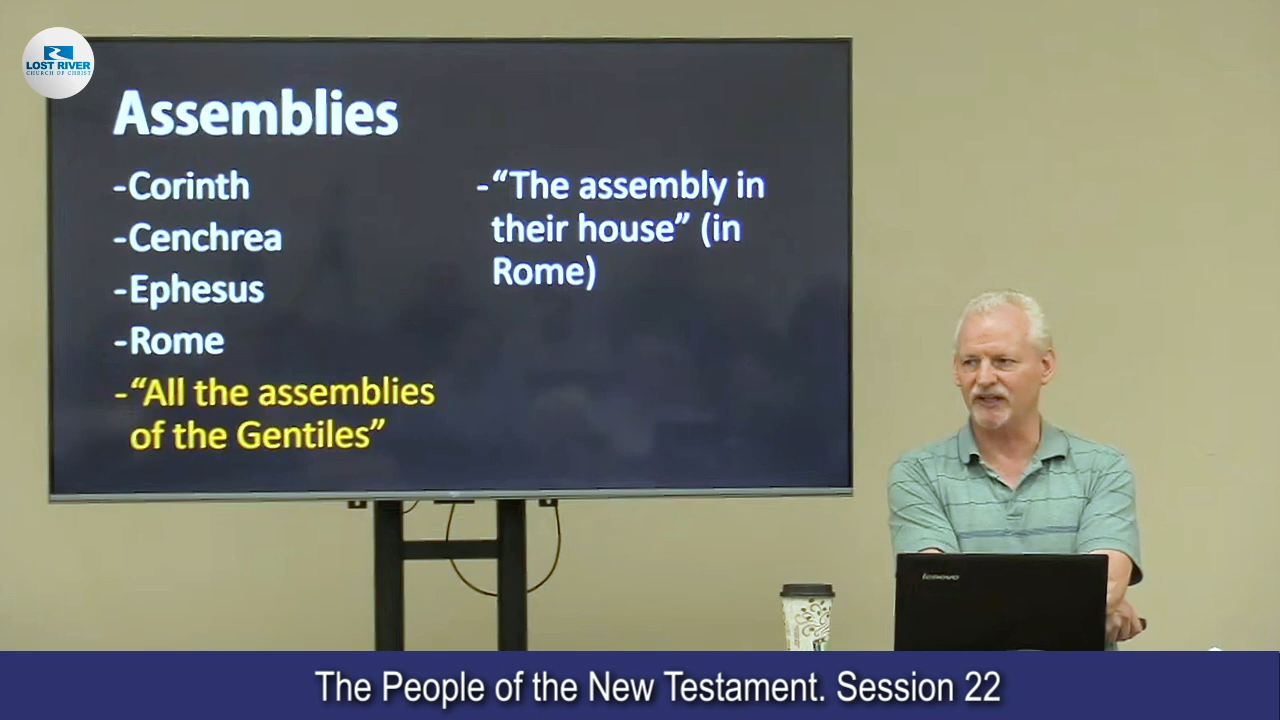 LOST RIVER
CHURCH OF CHRIST
Assemblies
-Corinth
-Cenchrea
-Ephesus
-Rome
-“All the assemblies
of the Gentiles”
-“The assembly in
their house” (in
Rome)
lenovo
The People of the New Testament. Session 22